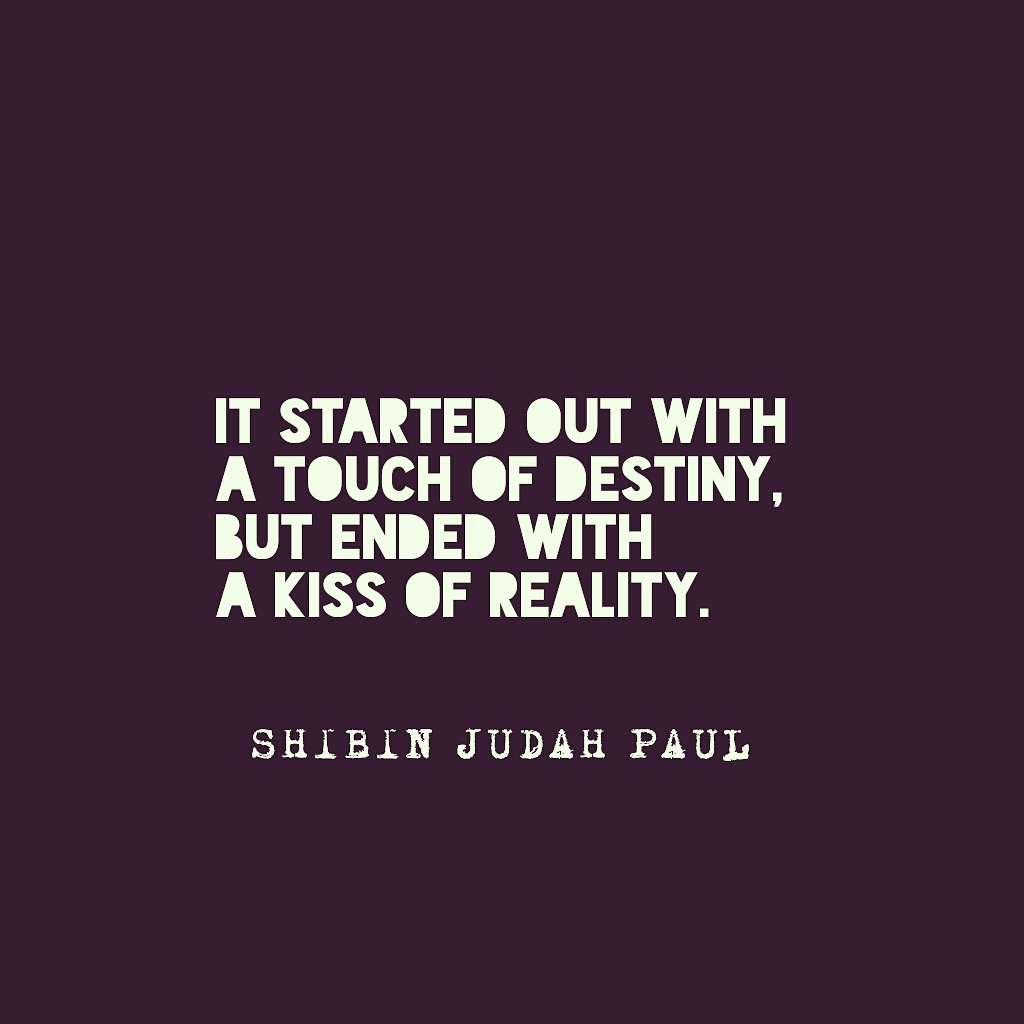 IT STARTED OUT WITH
A TOUCH OF DESTINY,
BUT ENDED WITH
A KISS OF REALITY.
SHIBIN JUDAH PAUL